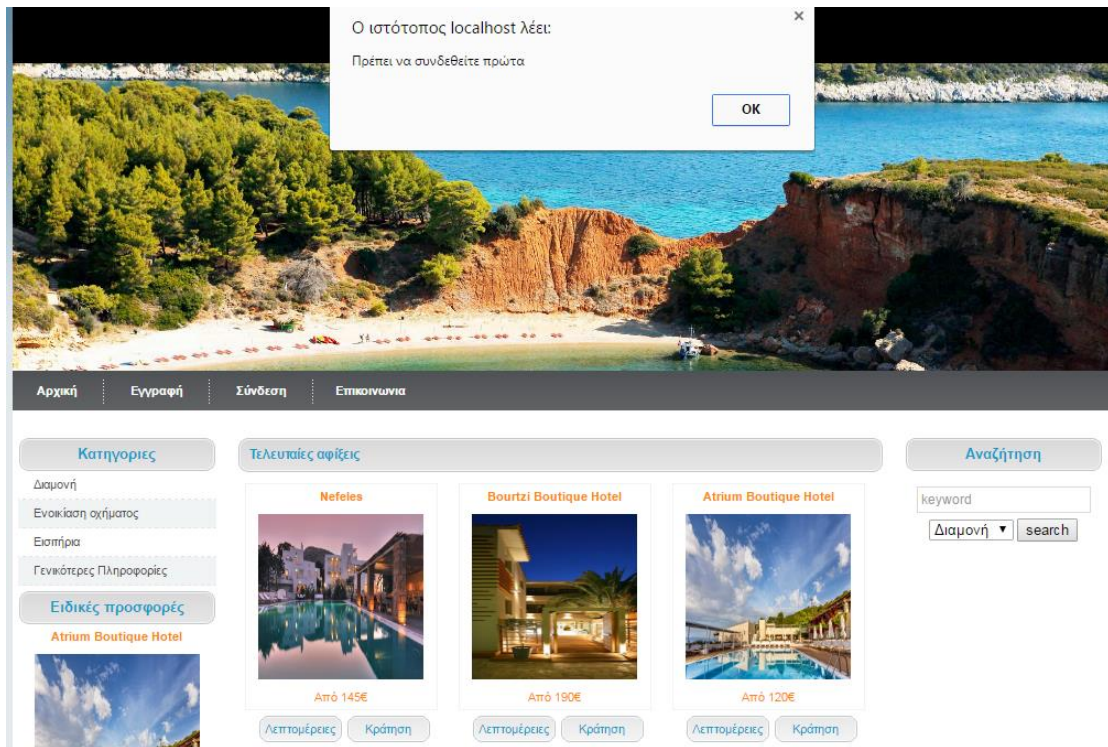 Ο ιστότοπος localhost λέει:
Πρέπει να συνδεθείτε πρώτα
OK
Αρχική Εγγραφή Σύνδεση Επικοινωνια
Κατηγοριες
Διαμονή
Ενοικίαση οχήματος
Εισιτήρια
Γενικότερες Πληροφορίες
Ειδικές προσφορές
Atrium Boutique Hotel
Τελευταίες αφίξεις
Nefeles
Από 145€
Λεπτομέρειες Κράτηση
Bourtzi Boutique Hotel
Από 190€
Λεπτομέρειες Κράτηση
Atrium Boutique Hotel
Από 120€
Λεπτομέρειες Κράτηση
Αναζήτηση
keyword
Διαμονή search